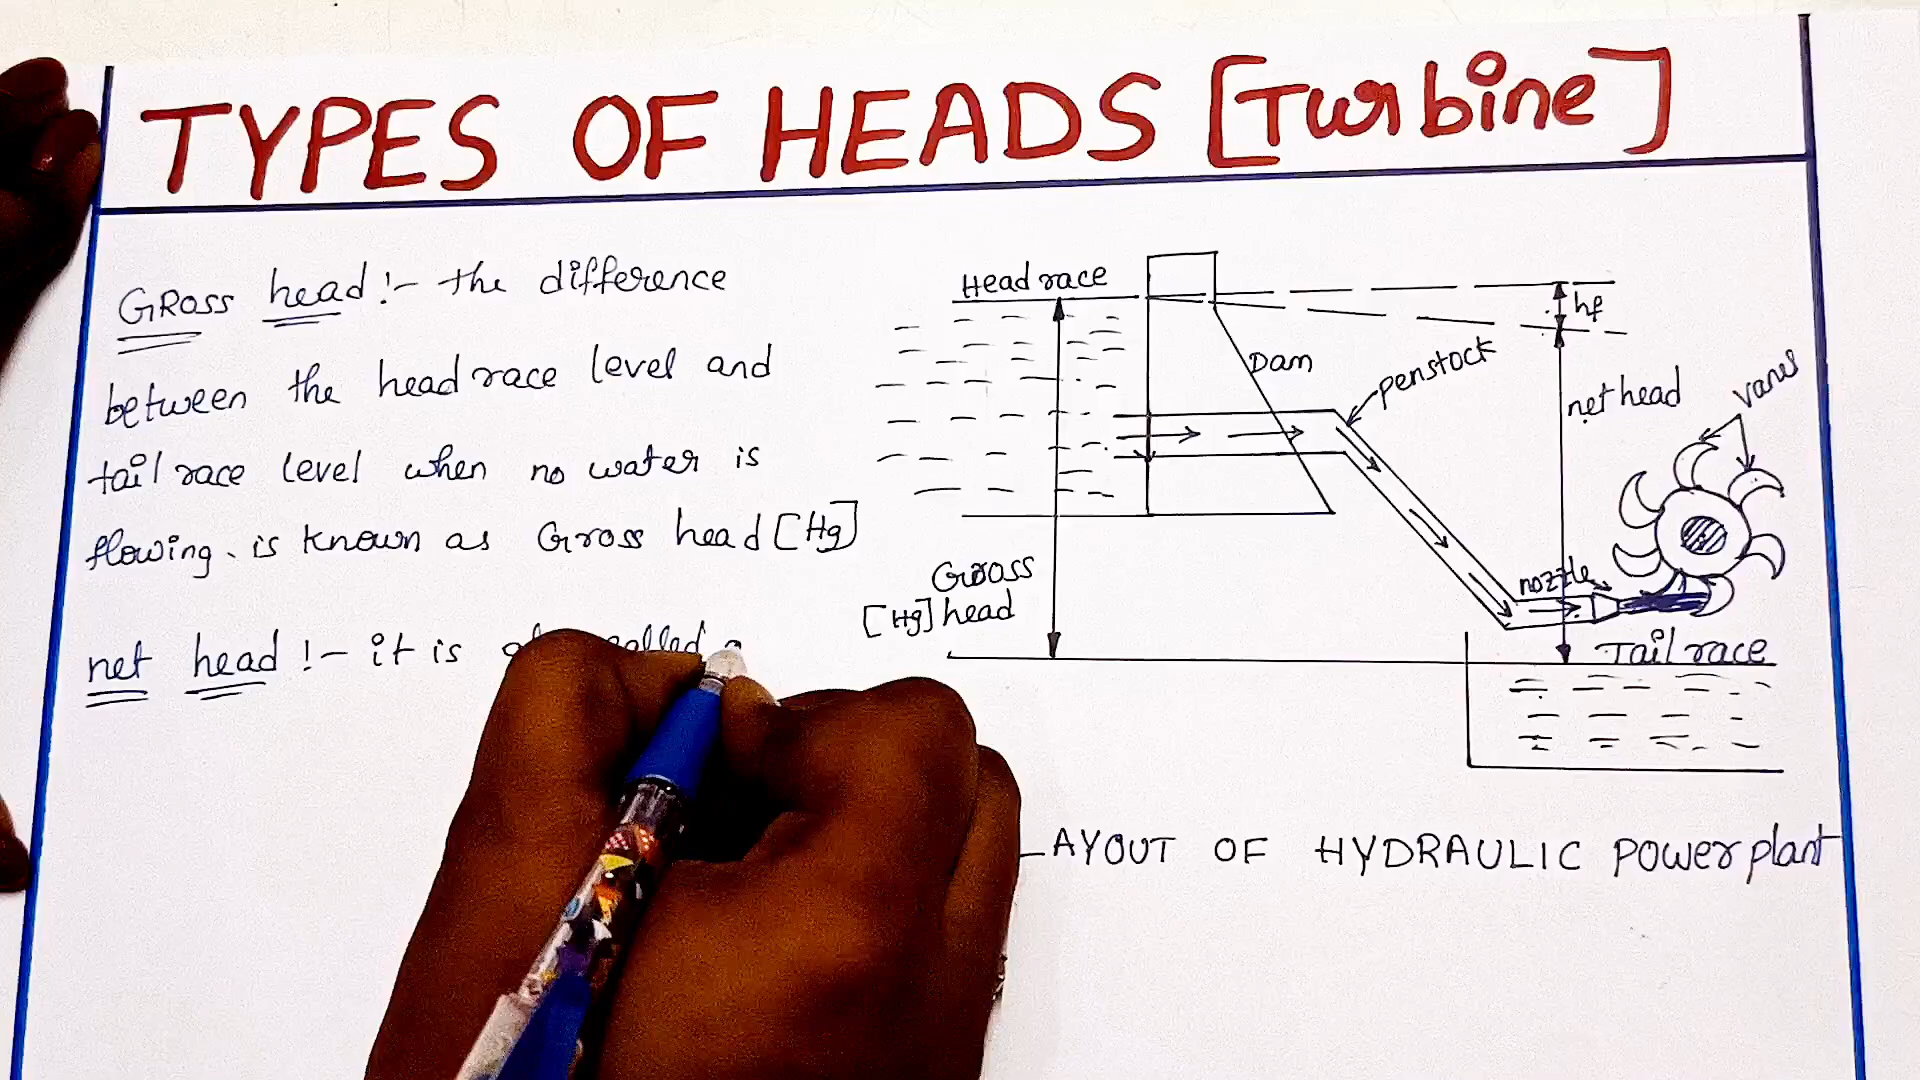 TYPES OF HEADS [Turbine]
GRoss head :- the difference
between the head race level and
tail race level when no water is
flowing. is known as Gross head [Hg]
net head :- it is called
Head race
hf
Dam
penstock
net head
vanes
nozzle
Gross
[Hg] head
Tail race
LAYOUT OF HYDRAULIC Power plant